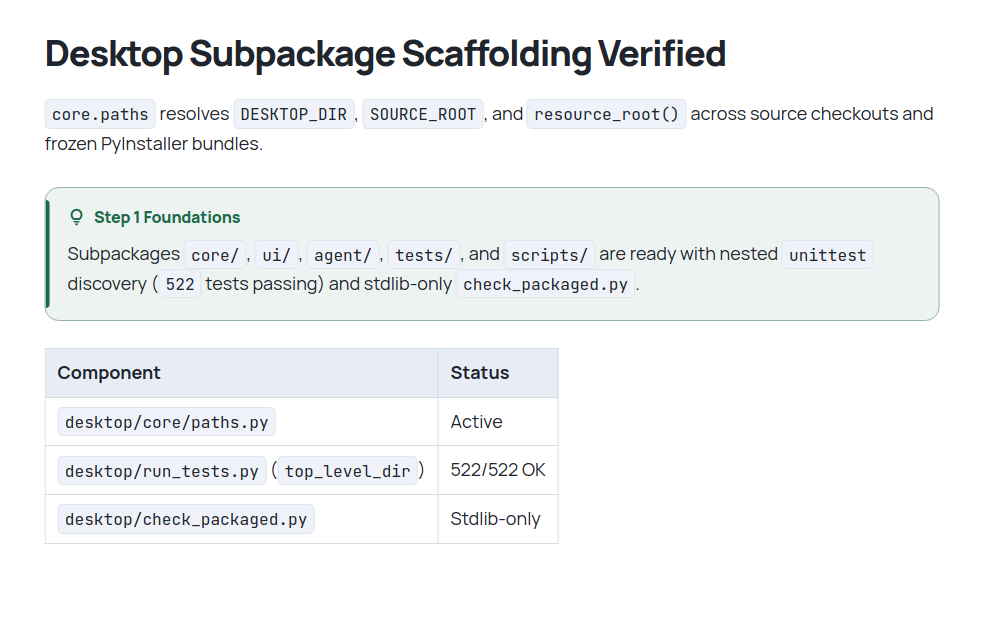 Desktop Subpackage Scaffolding Verified
core.paths resolves DESKTOP_DIR, SOURCE_ROOT, and resource_root() across source checkouts and
frozen PyInstaller bundles.
Step 1 Foundations
Subpackages core/, ui/, agent/, tests/, and scripts/ are ready with nested unittest
discovery (522 tests passing) and stdlib-only check_packaged.py.
Component Status
desktop/core/paths.py Active
desktop/run_tests.py (top_level_dir) 522/522 OK
desktop/check_packaged.py Stdlib-only